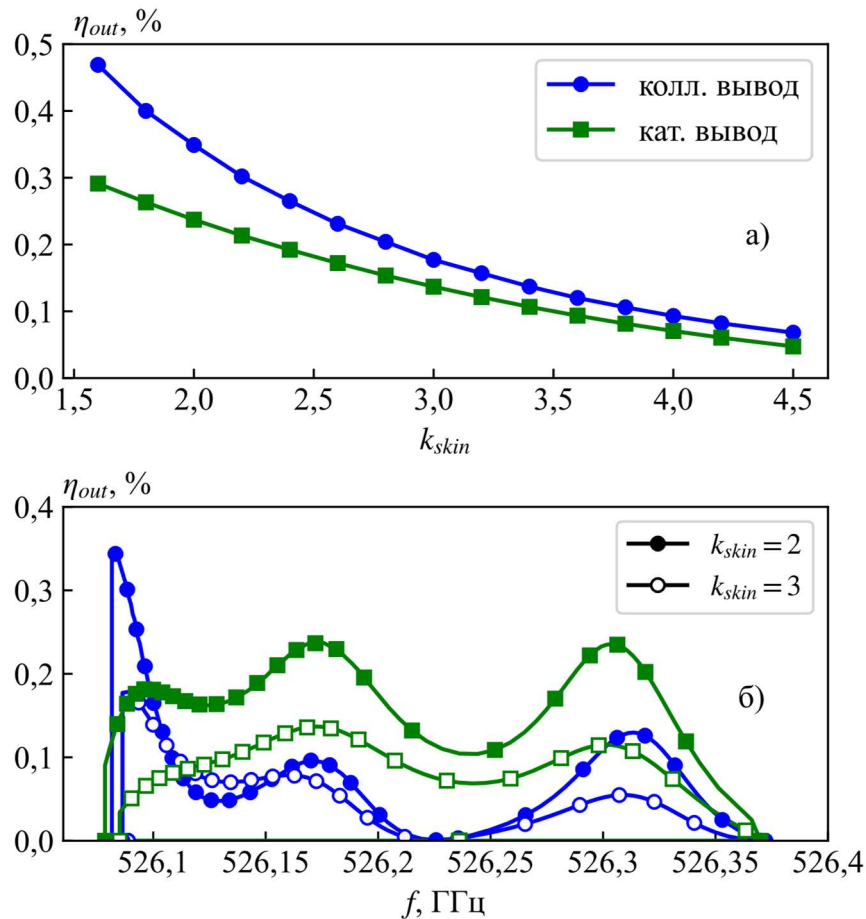 η_out, %
0,5
0,4
0,3
0,2
0,1
0,0
колл. вывод
кат. вывод
а)
1,5 2,0 2,5 3,0 3,5 4,0 4,5
k_skin
η_out, %
0,4
0,3
0,2
0,1
0,0
k_skin = 2
k_skin = 3
б)
526,1 526,15 526,2 526,25 526,3 526,35 526,4
f, ГГц